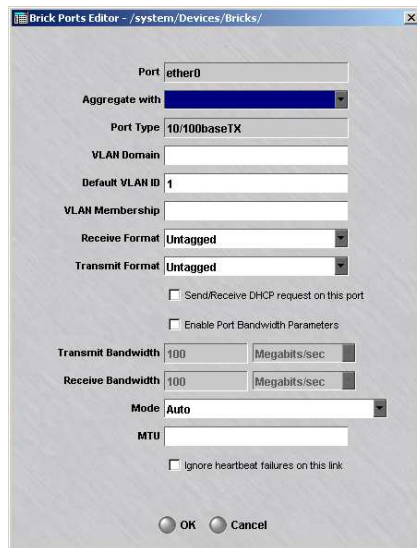 Brick Ports Editor - /system/Devices/Bricks/
Port ether0
Aggregate with
Port Type 10/100baseTX
VLAN Domain
Default VLAN ID 1
VLAN Membership
Receive Format Untagged
Transmit Format Untagged
Send/Receive DHCP request on this port
Enable Port Bandwidth Parameters
Transmit Bandwidth 100 Megabits/sec
Receive Bandwidth 100 Megabits/sec
Mode Auto
MTU
Ignore heartbeat failures on this link
OK Cancel